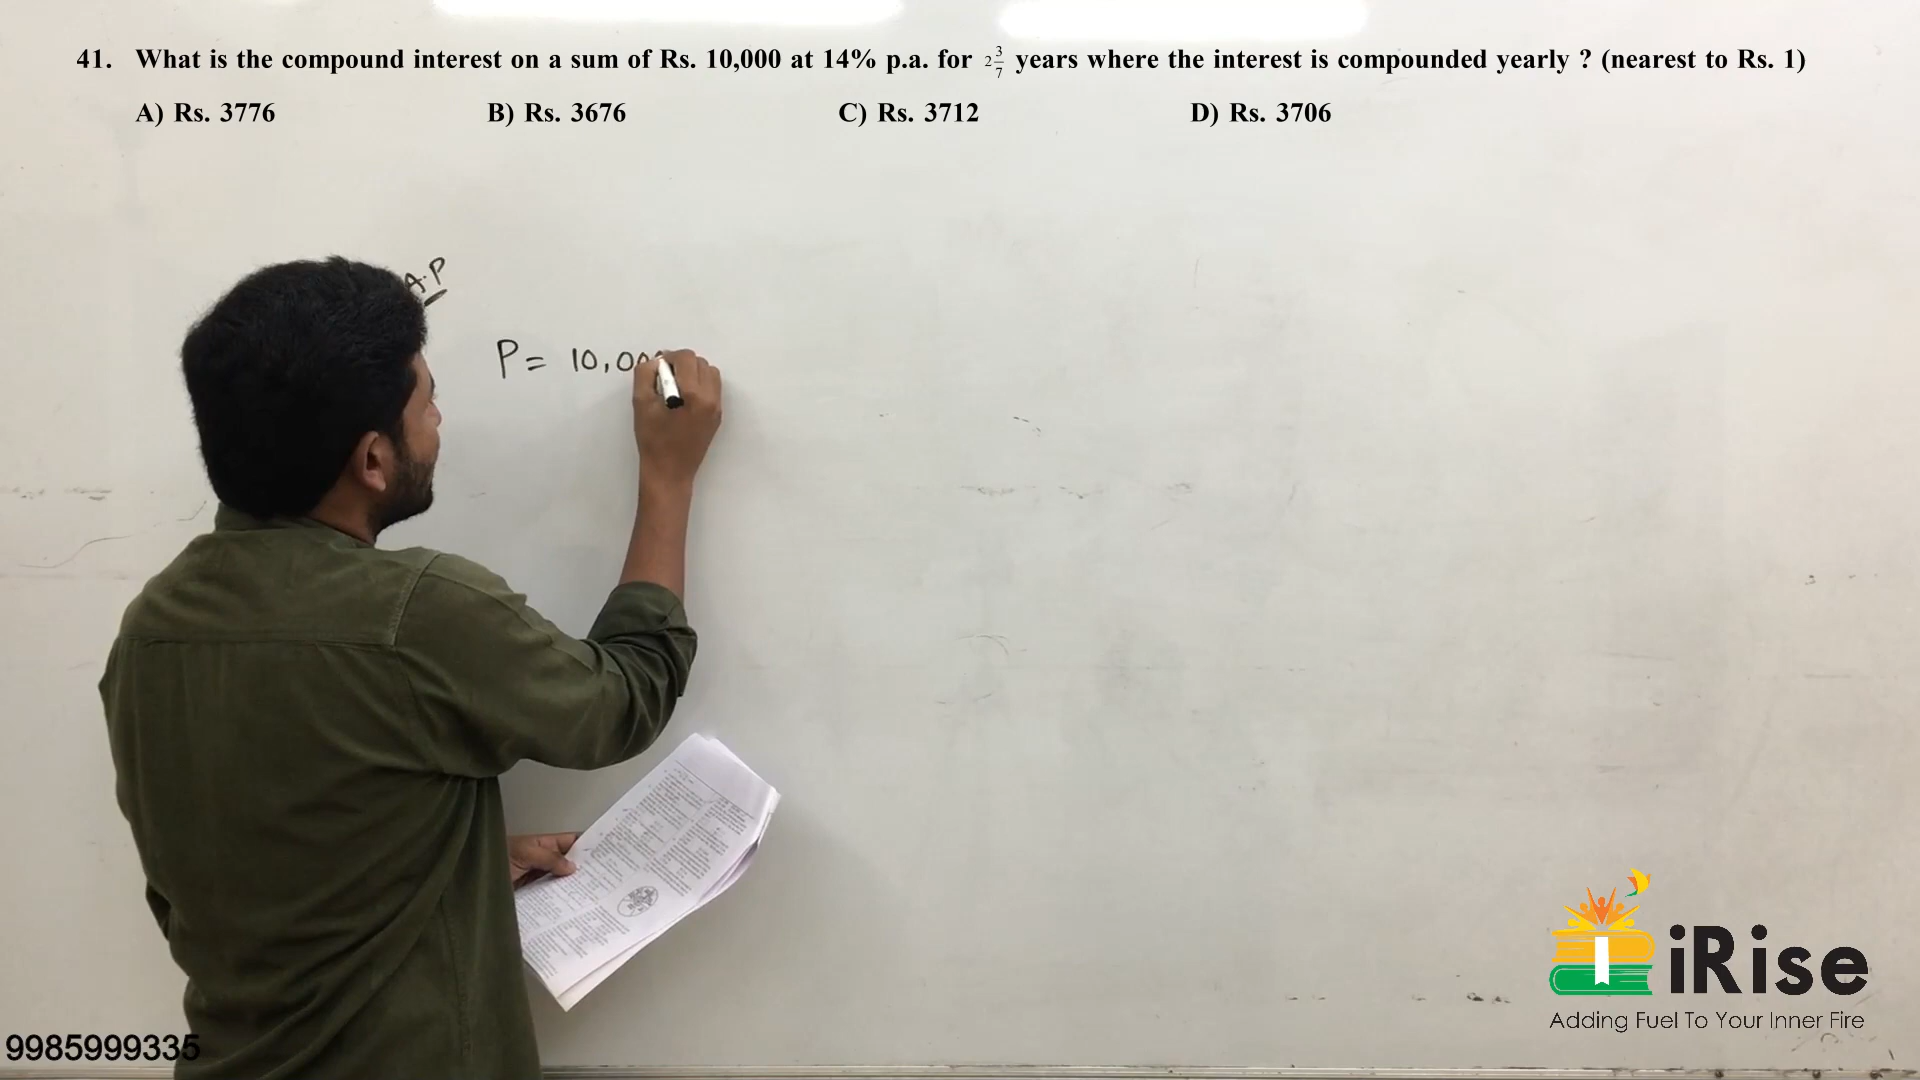 41. What is the compound interest on a sum of Rs. 10,000 at 14% p.a. for 2 3/7 years where the interest is compounded yearly ? (nearest to Rs. 1)
A) Rs. 3776 B) Rs. 3676 C) Rs. 3712 D) Rs. 3706
A.P
P = 10,00
iRise
Adding Fuel To Your Inner Fire
9985999335